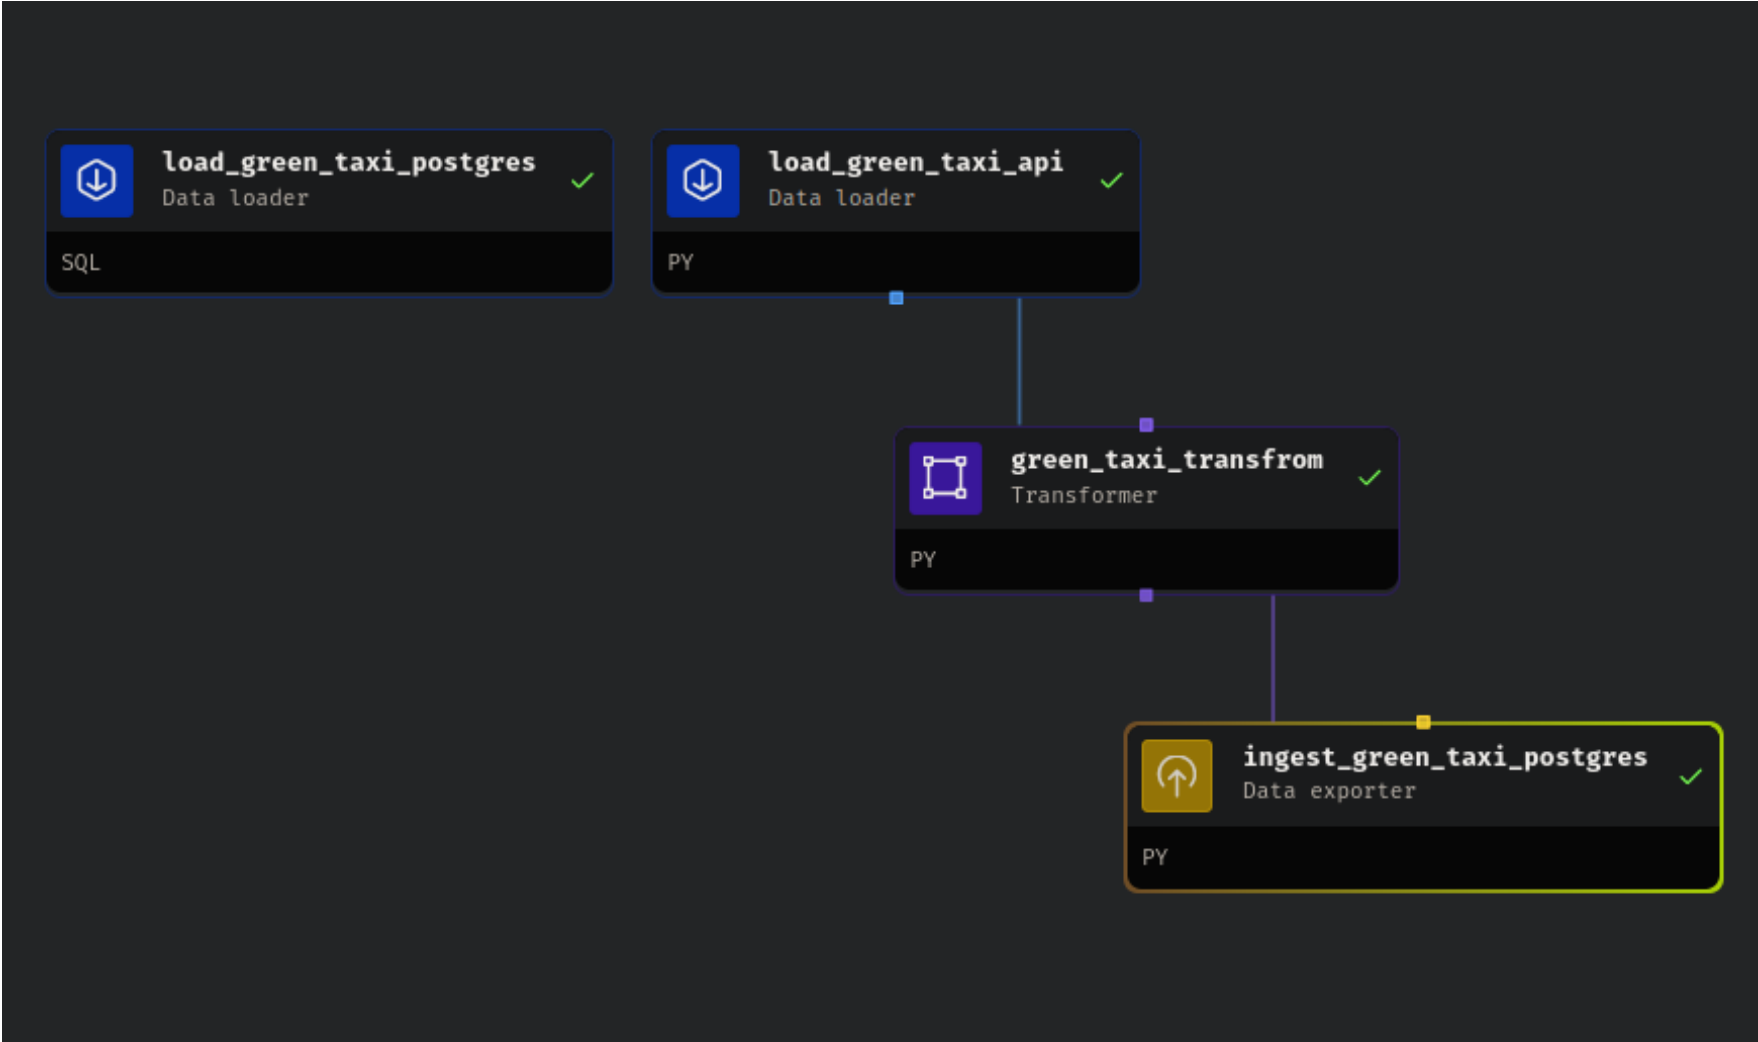 load_green_taxi_postgres
Data loader
SQL
load_green_taxi_api
Data loader
PY
green_taxi_transfrom
Transformer
PY
ingest_green_taxi_postgres
Data exporter
PY